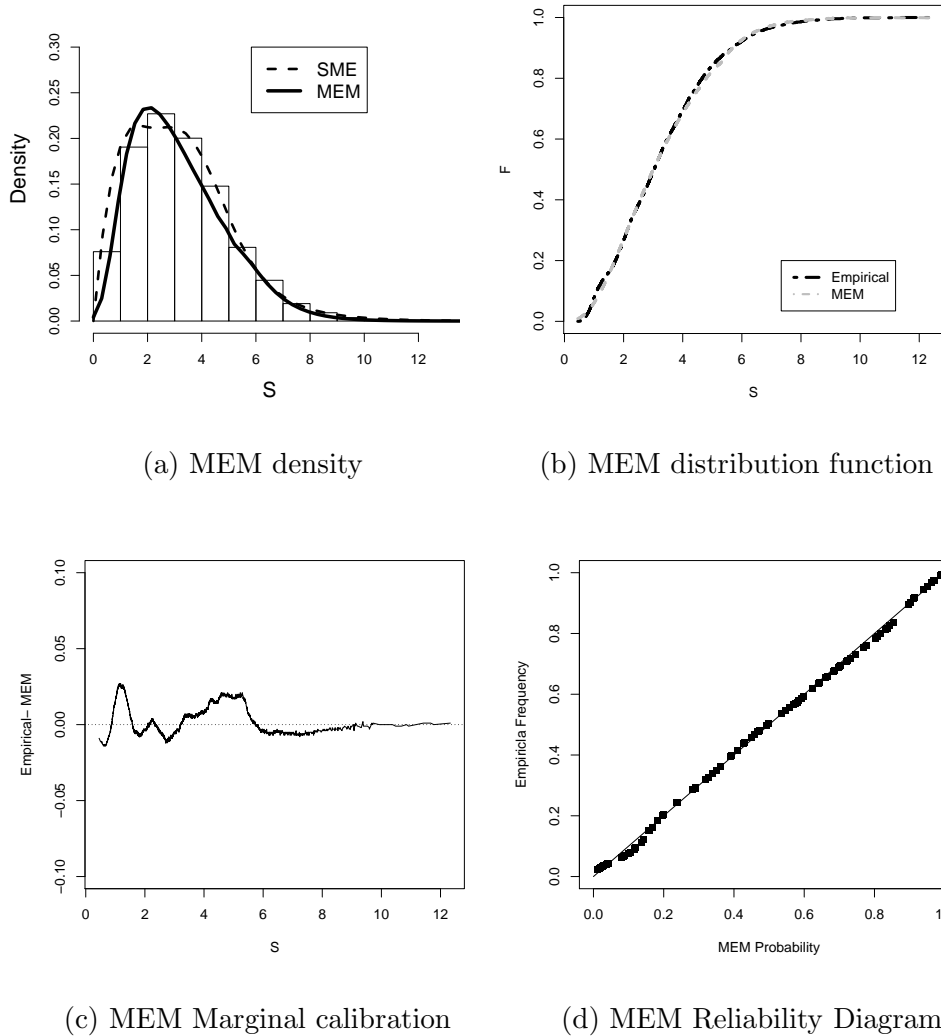 0.30
0.25
0.20
0.15
0.10
0.05
0.00
Density
SME
MEM
0 2 4 6 8 10 12
S
(a) MEM density
1.0
0.8
0.6
0.4
0.2
0.0
F
Empirical
MEM
0 2 4 6 8 10 12
S
(b) MEM distribution function
0.10
0.05
0.00
−0.05
−0.10
Empirical− MEM
0 2 4 6 8 10 12
S
(c) MEM Marginal calibration
1.0
0.8
0.6
0.4
0.2
0.0
Empiricla Frequency
0.0 0.2 0.4 0.6 0.8
MEM Probability
(d) MEM Reliability Diagram